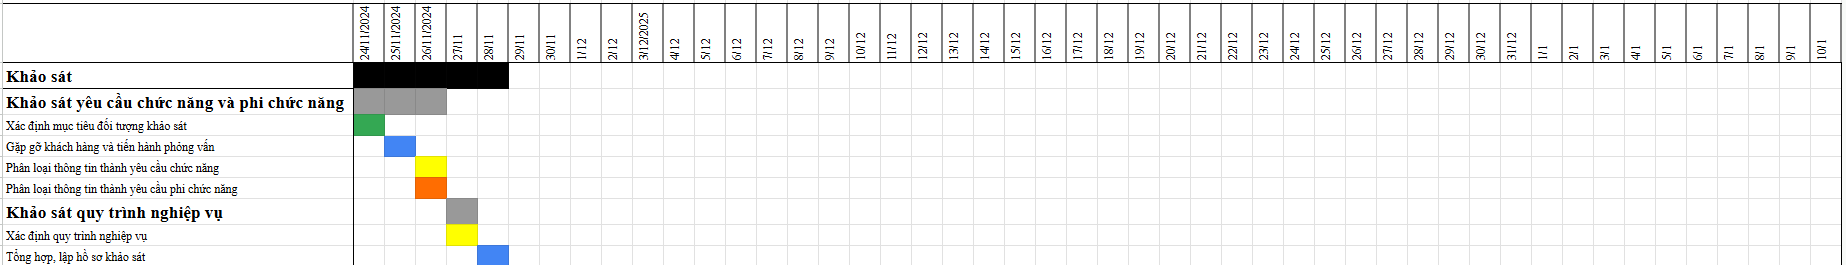 24/11/2024 25/11/2024 26/11/2024 27/11 28/11 29/11 30/11 1/12 2/12 3/12/2025 4/12 5/12 6/12 7/12 8/12 9/12 10/12 11/12 12/12 13/12 14/12 15/12 16/12 17/12 18/12 19/12 20/12 21/12 22/12 23/12 24/12 25/12 26/12 27/12 28/12 29/12 30/12 31/12 1/1 2/1 3/1 4/1 5/1 6/1 7/1 8/1 9/1 10/1
Khảo sát
Khảo sát yêu cầu chức năng và phi chức năng
Xác định mục tiêu đối tượng khảo sát
Gặp gỡ khách hàng và tiến hành phỏng vấn
Phân loại thông tin thành yêu cầu chức năng
Phân loại thông tin thành yêu cầu phi chức năng
Khảo sát quy trình nghiệp vụ
Xác định quy trình nghiệp vụ
Tổng hợp, lập hồ sơ khảo sát